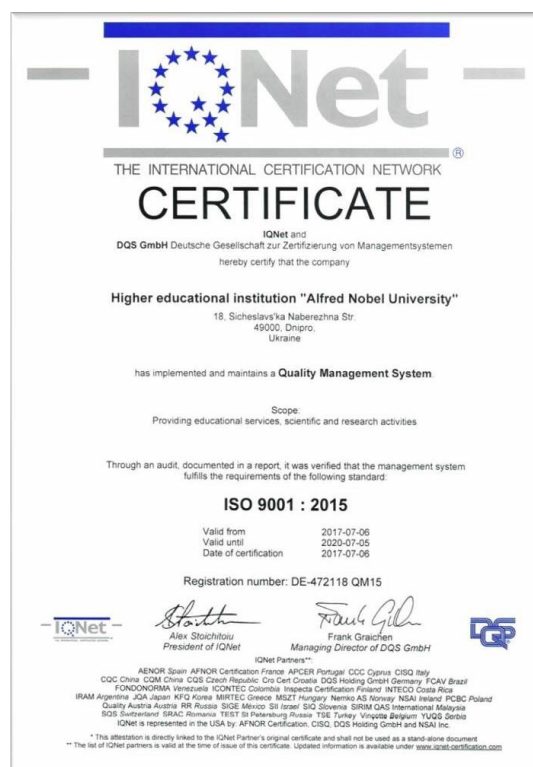 IQNet
®
THE INTERNATIONAL CERTIFICATION NETWORK
CERTIFICATE
IQNet and
DQS GmbH Deutsche Gesellschaft zur Zertifizierung von Managementsystemen
hereby certify that the company
Higher educational institution "Alfred Nobel University"
18, Sicheslavs'ka Naberezhna Str.
49000, Dnipro,
Ukraine
has implemented and maintains a Quality Management System.
Scope:
Providing educational services, scientific and research activities
Through an audit, documented in a report, it was verified that the management system
fulfills the requirements of the following standard:
ISO 9001 : 2015
Valid from 2017-07-06
Valid until 2020-07-05
Date of certification 2017-07-06
Registration number: DE-472118 QM15
IQNet
Alex Stoichitoiu
President of IQNet
Frank Graichen
Managing Director of DQS GmbH
DQS
IQNet Partners**:
AENOR Spain AFNOR Certification France APCER Portugal CCC Cyprus CISQ Italy
CQC China CQM China CQS Czech Republic Cro Cert Croatia DQS Holding GmbH Germany FCAV Brazil
FONDONORMA Venezuela ICONTEC Colombia Inspecta Certification Finland INTECO Costa Rica
IRAM Argentina JQA Japan KFQ Korea MIRTEC Greece MSZT Hungary Nemko AS Norway NSAI Ireland PCBC Poland
Quality Austria Austria RR Russia SIGE México SII Israel SIQ Slovenia SIRIM QAS International Malaysia
SQS Switzerland SRAC Romania TEST St Petersburg Russia TSE Turkey Vinçotte Belgium YUQS Serbia
IQNet is represented in the USA by: AFNOR Certification, CISQ, DQS Holding GmbH and NSAI Inc.
* This attestation is directly linked to the IQNet Partner's original certificate and shall not be used as a stand-alone document
** The list of IQNet partners is valid at the time of issue of this certificate. Updated information is available under www.iqnet-certification.com